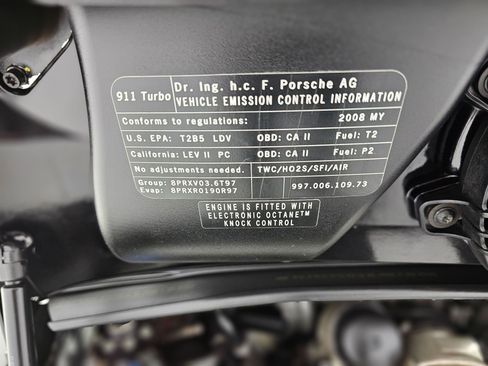 911 Turbo Dr. Ing. h.c. F. Porsche AG
VEHICLE EMISSION CONTROL INFORMATION
Conforms to regulations: 2008 MY
U.S. EPA: T2B5 LDV OBD: CA II Fuel: T2
California: LEV II PC OBD: CA II Fuel: P2
No adjustments needed. TWC/HO2S/SFI/AIR
Group: 8PRXV03.6T97
Evap: 8PRXR0190R97 997.006.109.73
ENGINE IS FITTED WITH
ELECTRONIC OCTANE™
KNOCK CONTROL